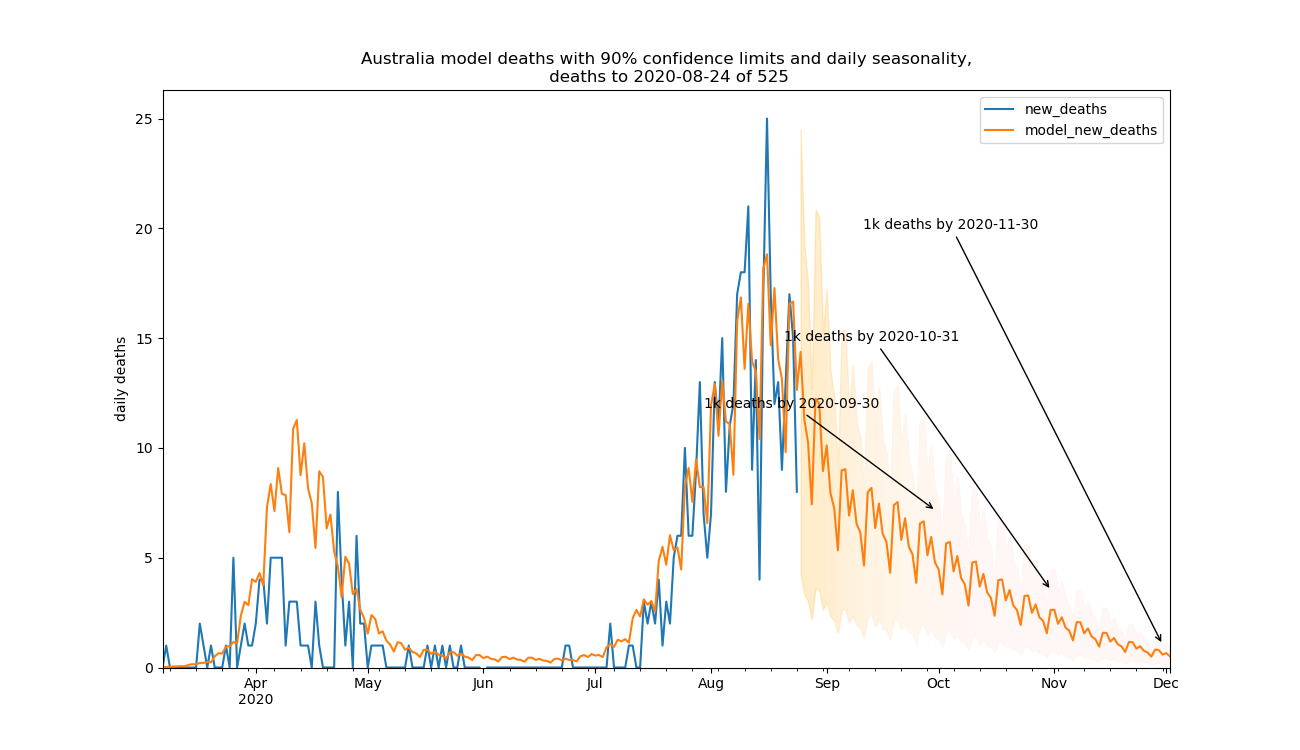 Australia model deaths with 90% confidence limits and daily seasonality,
deaths to 2020-08-24 of 525
new_deaths
model_new_deaths
25
20
15
10
5
0
daily deaths
1k deaths by 2020-11-30
1k deaths by 2020-10-31
1k deaths by 2020-09-30
Apr May Jun Jul Aug Sep Oct Nov Dec
2020